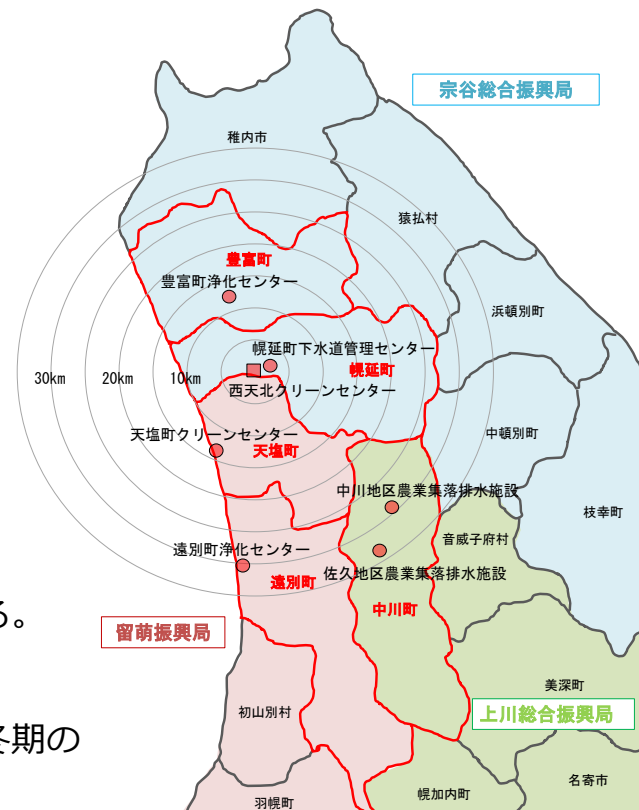 宗谷総合振興局
稚内市
猿払村
豊富町
豊富町浄化センター
浜頓別町
幌延町下水道管理センター
30km
20km
10km
幌延町
西天北クリーンセンター
天塩町クリーンセンター
中頓別町
天塩町
中川地区農業集落排水施設
枝幸町
音威子府村
遠別町浄化センター
佐久地区農業集落排水施設
遠別町
中川町
る。
留萌振興局
美深町
初山別村
上川総合振興局
冬期の
名寄市
幌加内町
羽幌町